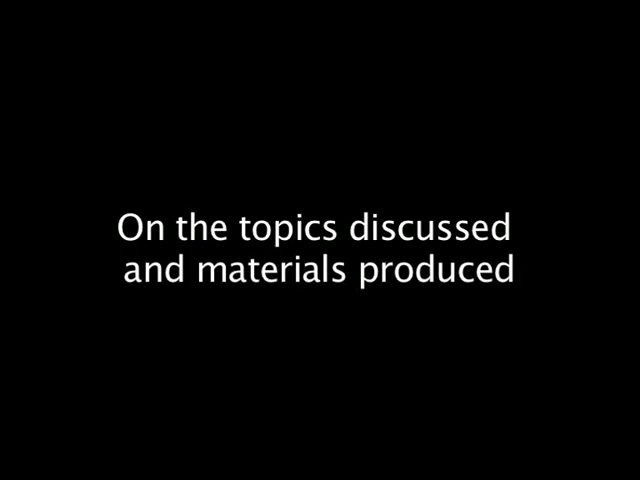 On the topics discussed
and materials produced